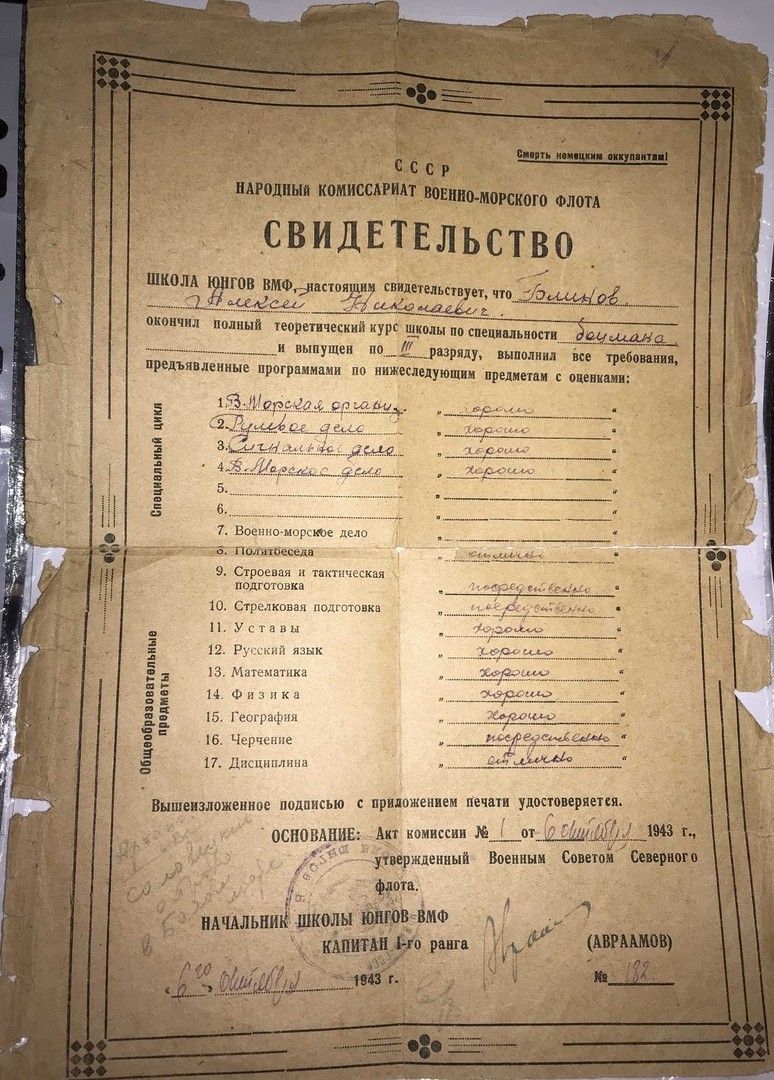 Смерть немецким оккупантам!
СССР
НАРОДНЫЙ КОМИССАРИАТ ВОЕННО-МОРСКОГО ФЛОТА
СВИДЕТЕЛЬСТВО
ШКОЛА ЮНГОВ ВМФ, настоящим свидетельствует, что Блинов
Алексей Николаевич.
окончил полный теоретический курс школы по специальности боцмана
и выпущен по III разряду, выполнил все требования,
предъявленные программами по нижеследующим предметам с оценками:
Специальный цикл
1. В. Морская организ. „ хорошо “
2. Рулевое дело „ хорошо “
3. Сигнальное дело „ хорошо “
4. В-Морское дело „ хорошо “
5. „ “
6. „ “
7. Военно-морское дело
8. Политбеседа „ отлично “
Общеобразовательные предметы
9. Строевая и тактическая
подготовка „ посредственно “
10. Стрелковая подготовка „ посредственно “
11. Уставы „ хорошо “
12. Русский язык „ хорошо “
13. Математика „ хорошо “
14. Физика „ хорошо “
15. География „ хорошо “
16. Черчение „ посредственно “
17. Дисциплина „ отлично “
Вышеизложенное подписью с приложением печати удостоверяется.
ОСНОВАНИЕ: Акт комиссии № 1 от 6 октября 1943 г.,
утвержденный Военным Советом Северного
флота.
НАЧАЛЬНИК ШКОЛЫ ЮНГОВ ВМФ
КАПИТАН 1-го ранга (АВРААМОВ)
„6го“ октября 1943 г. № 182